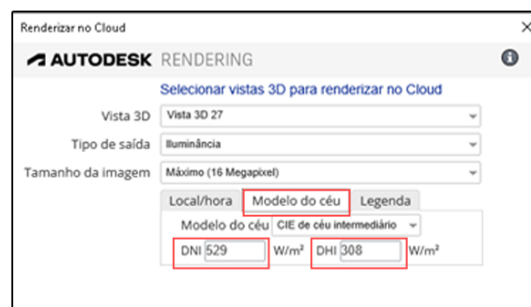 Renderizar no Cloud
AUTODESK RENDERING
Selecionar vistas 3D para renderizar no Cloud
Vista 3D Vista 3D 27
Tipo de saída Iluminância
Tamanho da imagem Máximo (16 Megapixel)
Local/hora Modelo do céu Legenda
Modelo do céu CIE de céu intermediário
DNI 529 W/m² DHI 308 W/m²